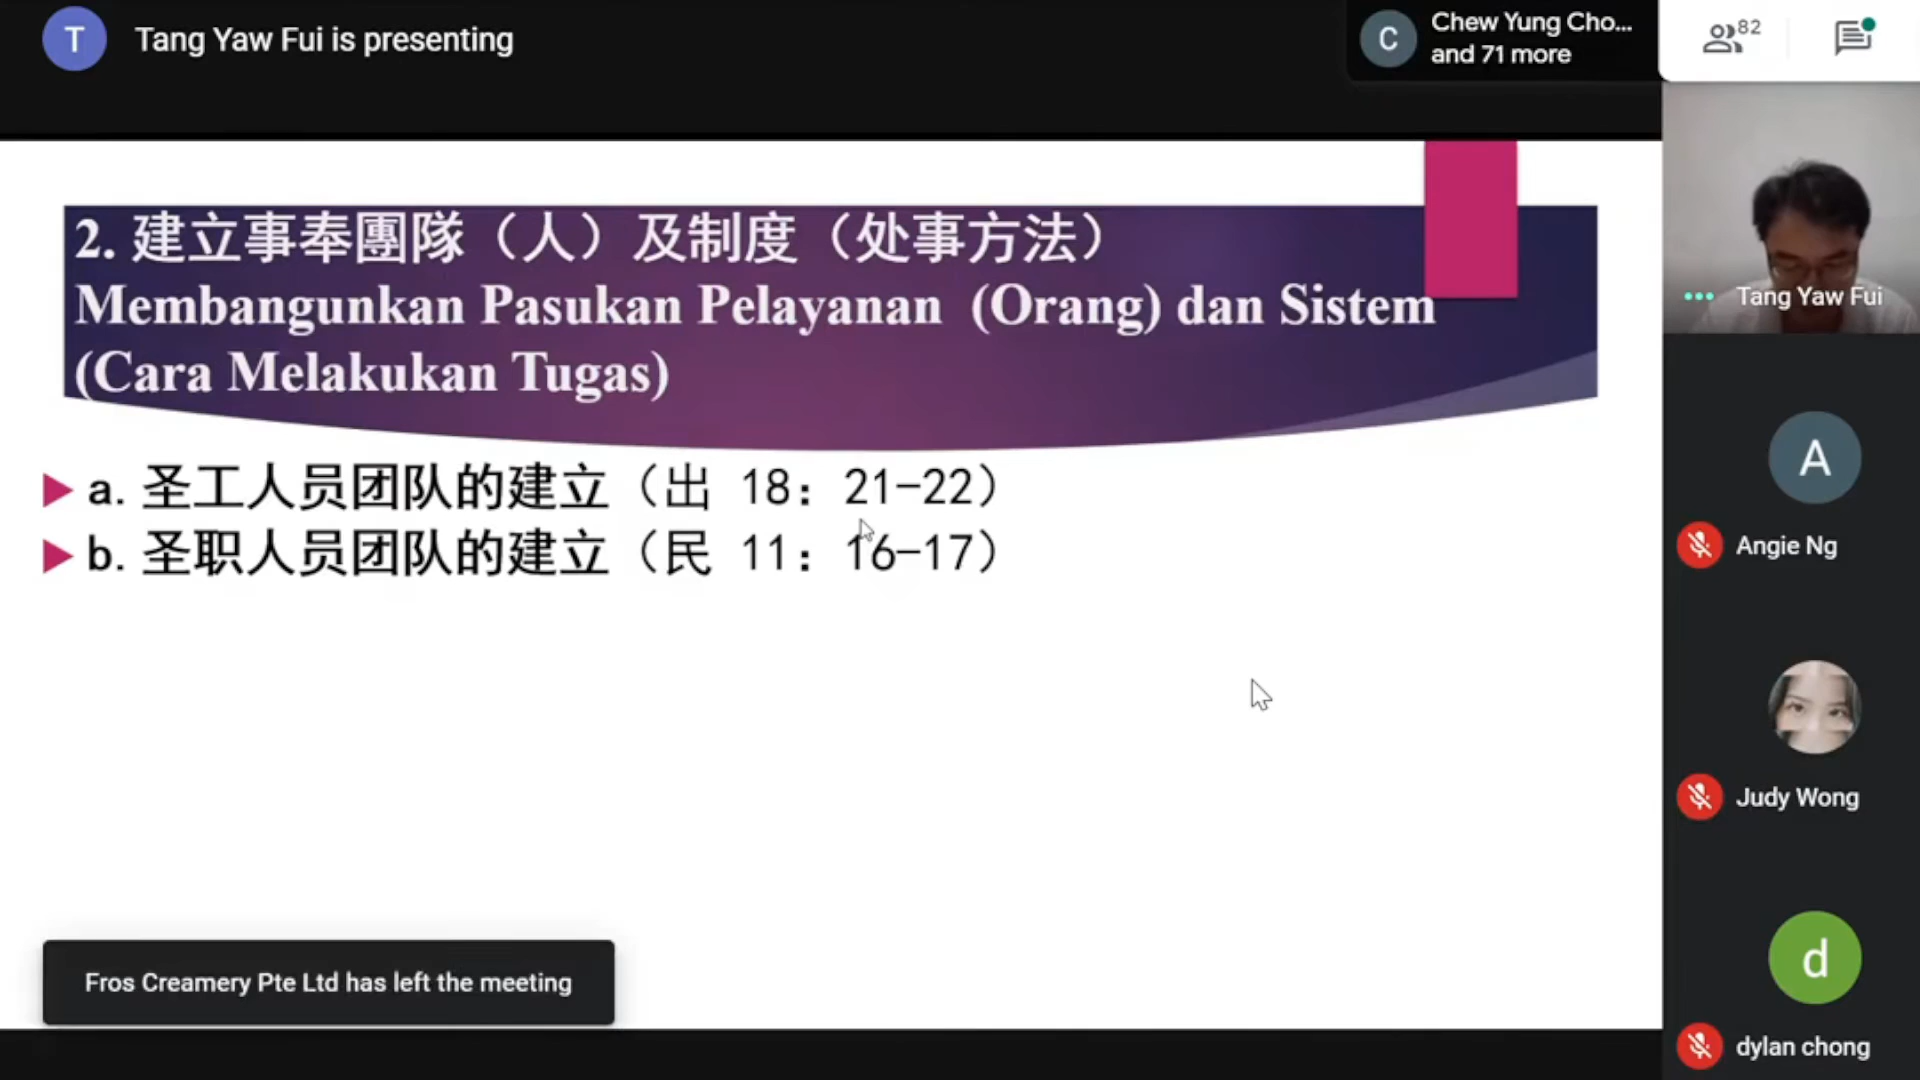 T
Tang Yaw Fui is presenting
C
Chew Yung Cho...
and 71 more
82
2. 建立事奉團隊（人）及制度（处事方法）
Membangunkan Pasukan Pelayanan (Orang) dan Sistem
(Cara Melakukan Tugas)
a. 圣工人员团队的建立（出 18：21-22）
b. 圣职人员团队的建立（民 11：16-17）
Fros Creamery Pte Ltd has left the meeting
Tang Yaw Fui
A
Angie Ng
Judy Wong
d
dylan chong